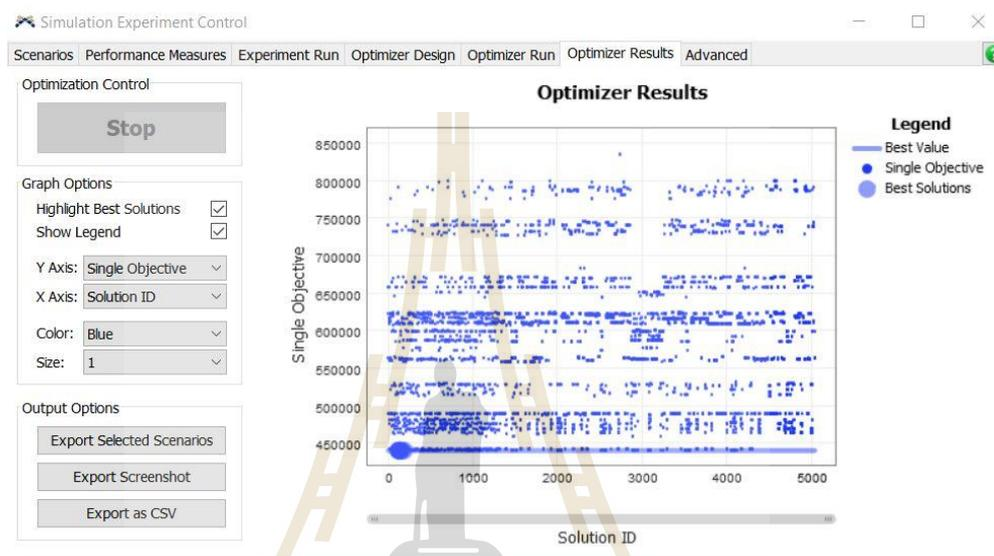 Simulation Experiment Control
Scenarios Performance Measures Experiment Run Optimizer Design Optimizer Run Optimizer Results Advanced
Optimization Control
Stop
Graph Options
Highlight Best Solutions
Show Legend
Y Axis: Single Objective
X Axis: Solution ID
Color: Blue
Size: 1
Output Options
Export Selected Scenarios
Export Screenshot
Export as CSV
Optimizer Results
Single Objective
850000
800000
750000
700000
650000
600000
550000
500000
450000
0 1000 2000 3000 4000 5000
Solution ID
Legend
Best Value
Single Objective
Best Solutions